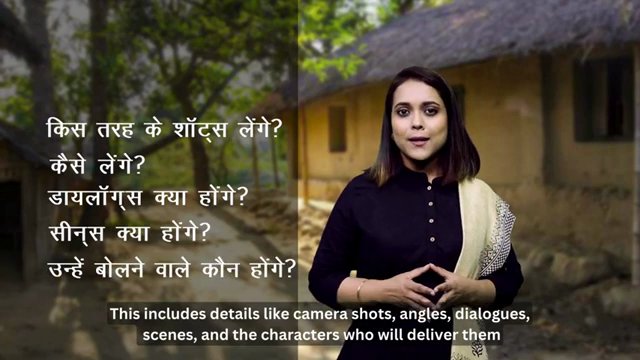 किस तरह के शॉट्स लेंगे?
कैसे लेंगे?
डायलॉग्स क्या होंगे?
सीन्स क्या होंगे?
उन्हें बोलने वाले कौन होंगे?
This includes details like camera shots, angles, dialogues,
scenes, and the characters who will deliver them